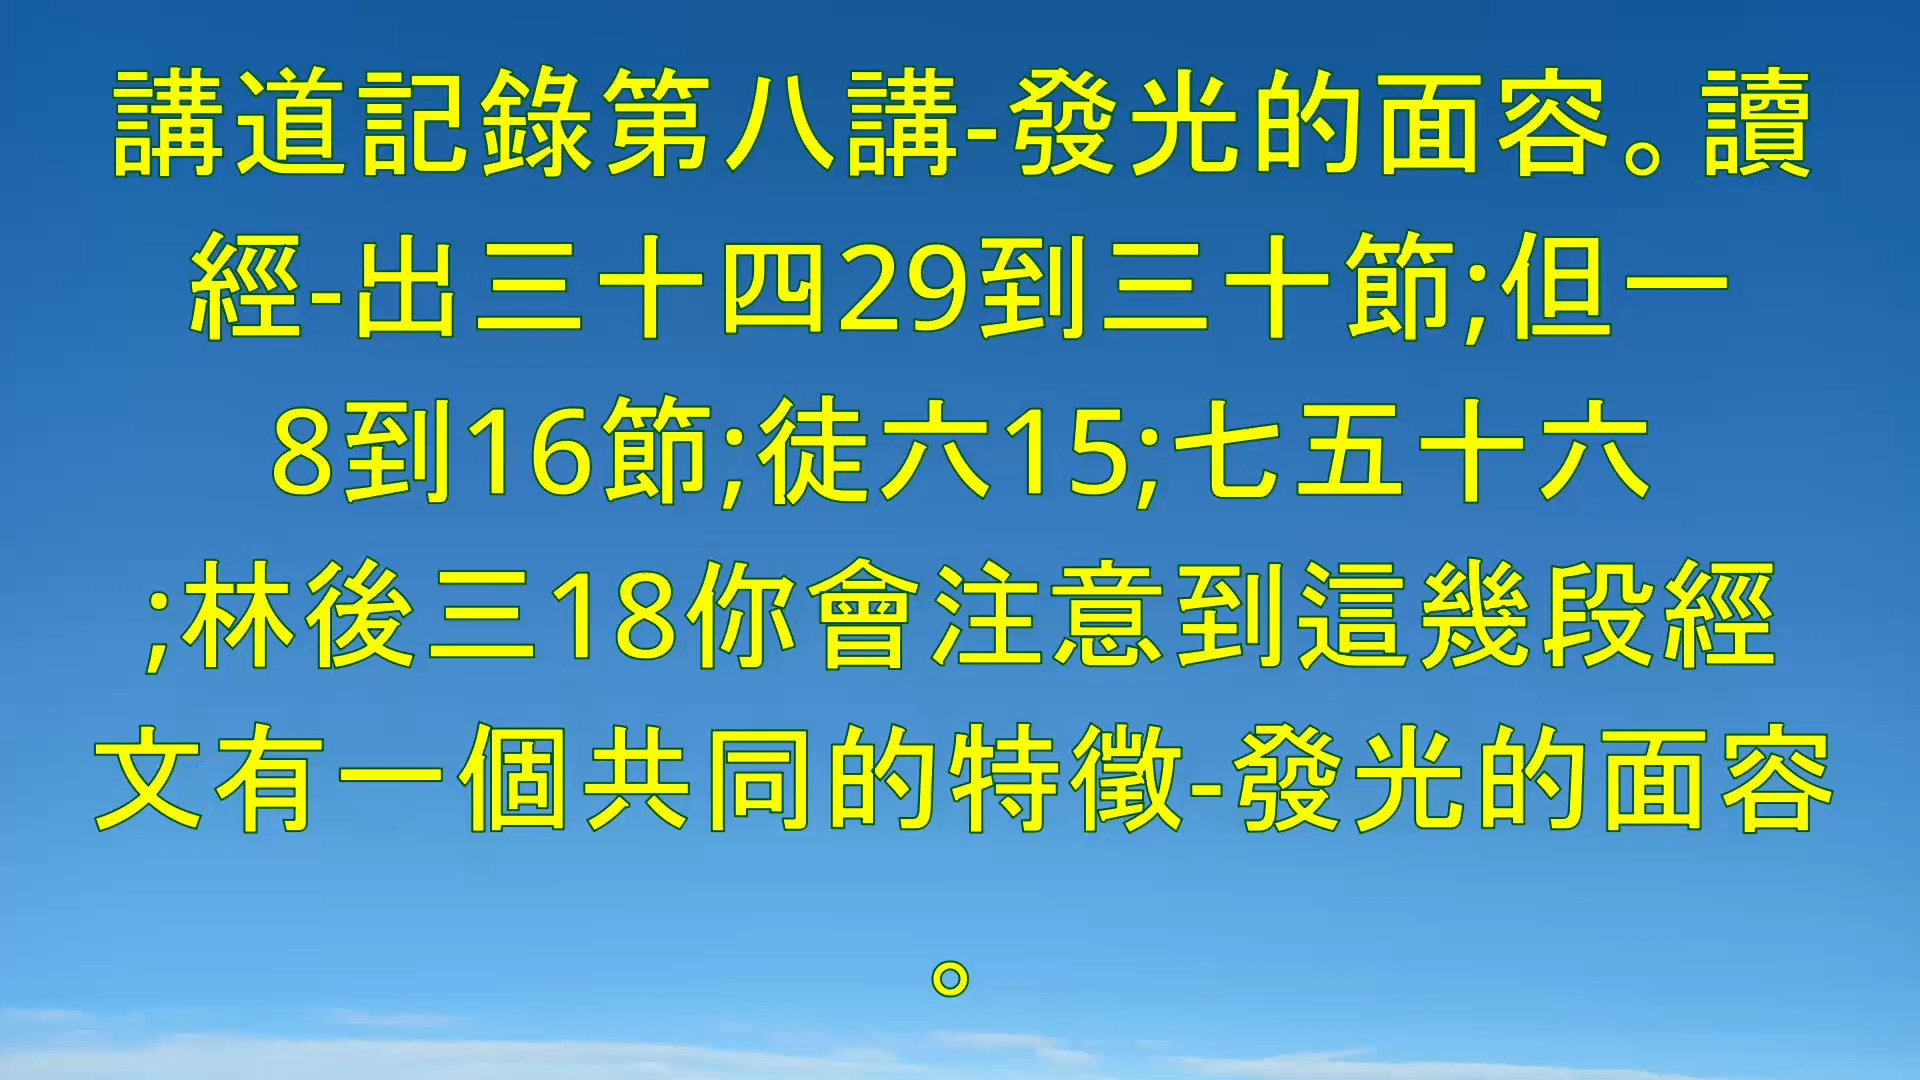 講道記錄第八講-發光的面容。讀
經-出三十四29到三十節;但一
8到16節;徒六15;七五十六
;林後三18你會注意到這幾段經
文有一個共同的特徵-發光的面容
。